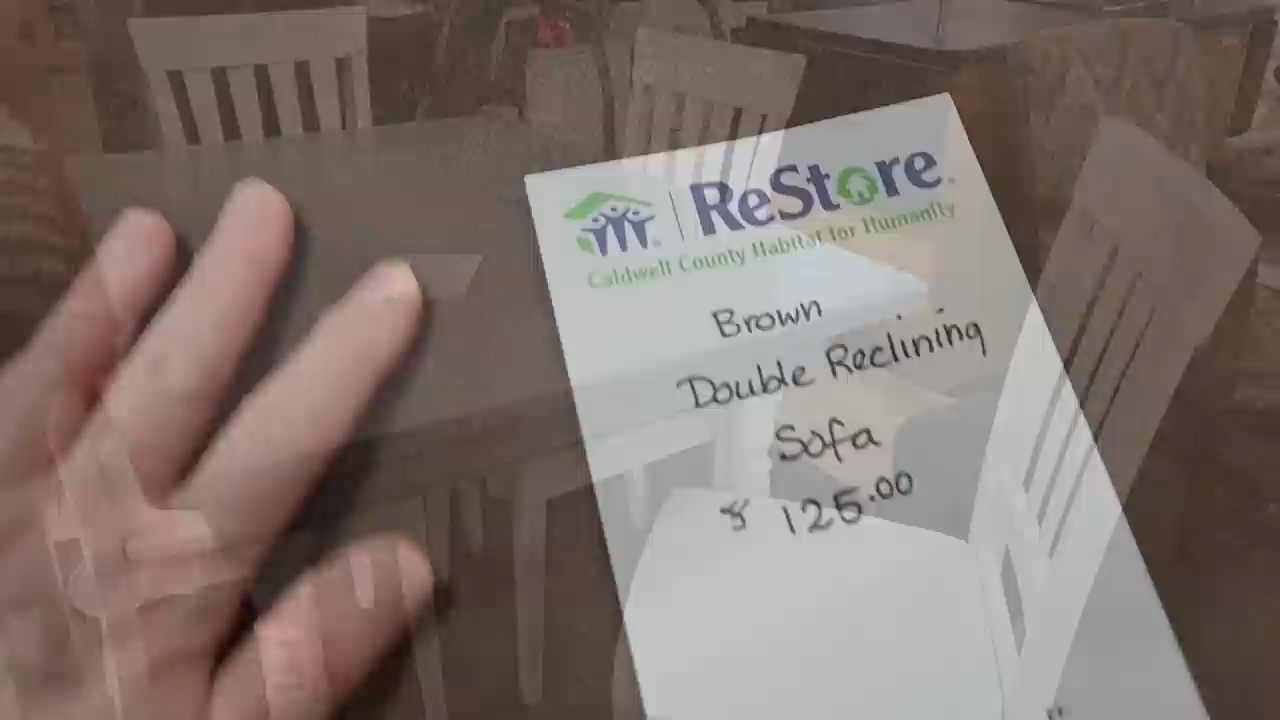 ReStore
Caldwell County Habitat for Humanity
Brown
Double Reclining
Sofa
$ 125.00